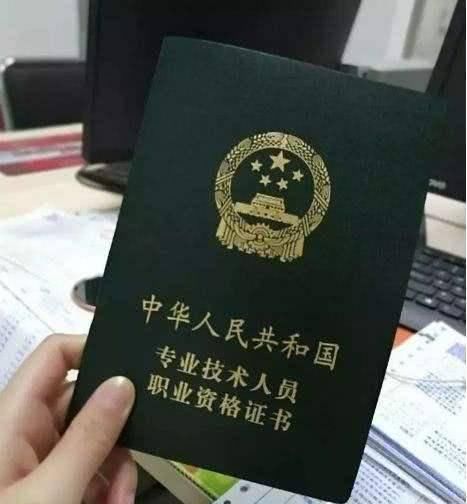 中华人民共和国
专业技术人员
职业资格证书